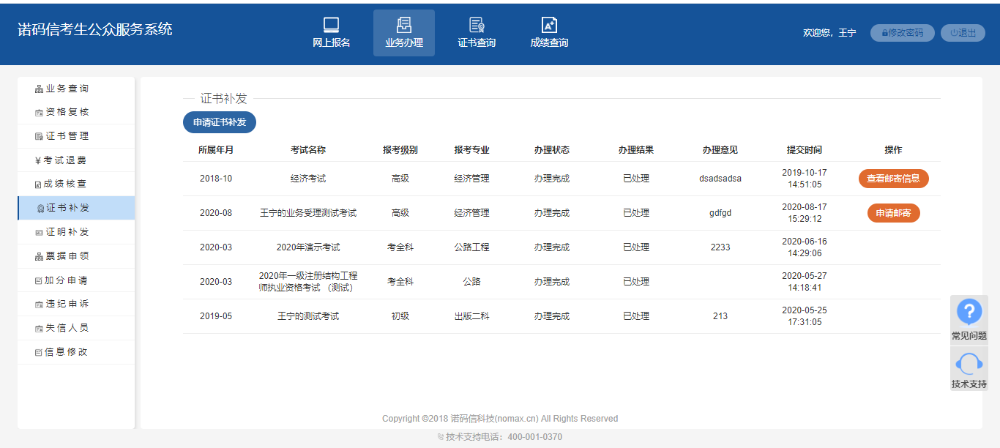 诺码信考生公众服务系统
网上报名
业务办理
证书查询
成绩查询
欢迎您，王宁
修改密码
退出
业务查询
资格复核
证书管理
¥考试退费
成绩核查
证书补发
证明补发
票据申领
加分申请
违纪申诉
失信人员
信息修改
证书补发
申请证书补发
所属年月 考试名称 报考级别 报考专业 办理状态 办理结果 办理意见 提交时间 操作
2018-10 经济考试 高级 经济管理 办理完成 已处理 dsadsadsa 2019-10-17
14:51:05
查看邮寄信息
2020-08 王宁的业务受理测试考试 高级 经济管理 办理完成 已处理 gdfgd 2020-08-17
15:29:12
申请邮寄
2020-03 2020年演示考试 考全科 公路工程 办理完成 已处理 2233 2020-06-16
14:29:06
2020-03 2020年一级注册结构工程
师执业资格考试 （测试） 考全科 公路 办理完成 已处理 2020-05-27
14:18:41
2019-05 王宁的测试考试 初级 出版二科 办理完成 已处理 213 2020-05-25
17:31:05
常见问题
技术支持
Copyright ©2018 诺码信科技(nomax.cn) All Rights Reserved
技术支持电话：400-001-0370